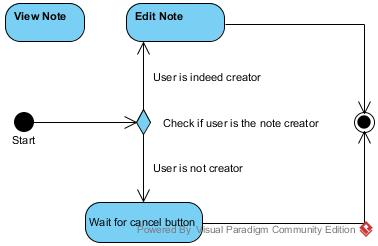 View Note
Edit Note
User is indeed creator
Start
Check if user is the note creator
User is not creator
Wait for cancel button
Powered By Visual Paradigm Community Edition